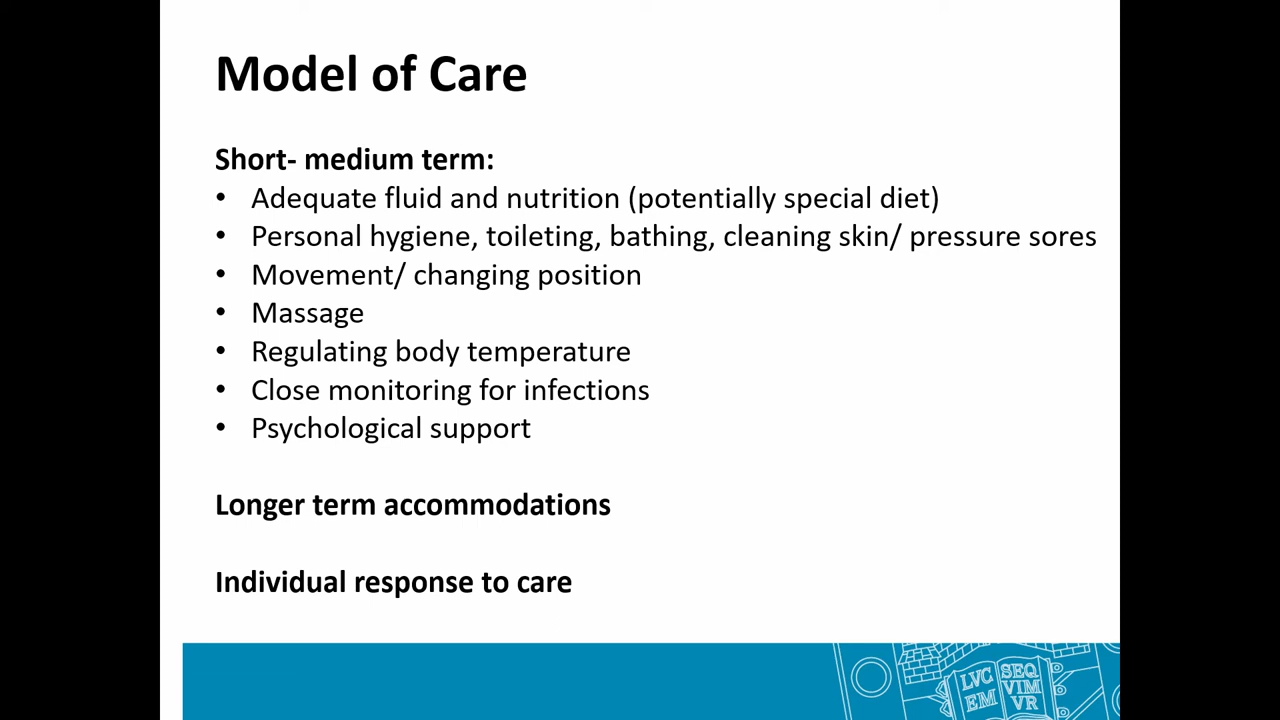 Model of Care
Short- medium term:
• Adequate fluid and nutrition (potentially special diet)
• Personal hygiene, toileting, bathing, cleaning skin/ pressure sores
• Movement/ changing position
• Massage
• Regulating body temperature
• Close monitoring for infections
• Psychological support
Longer term accommodations
Individual response to care
LVC SEQ
EM VIM
VR